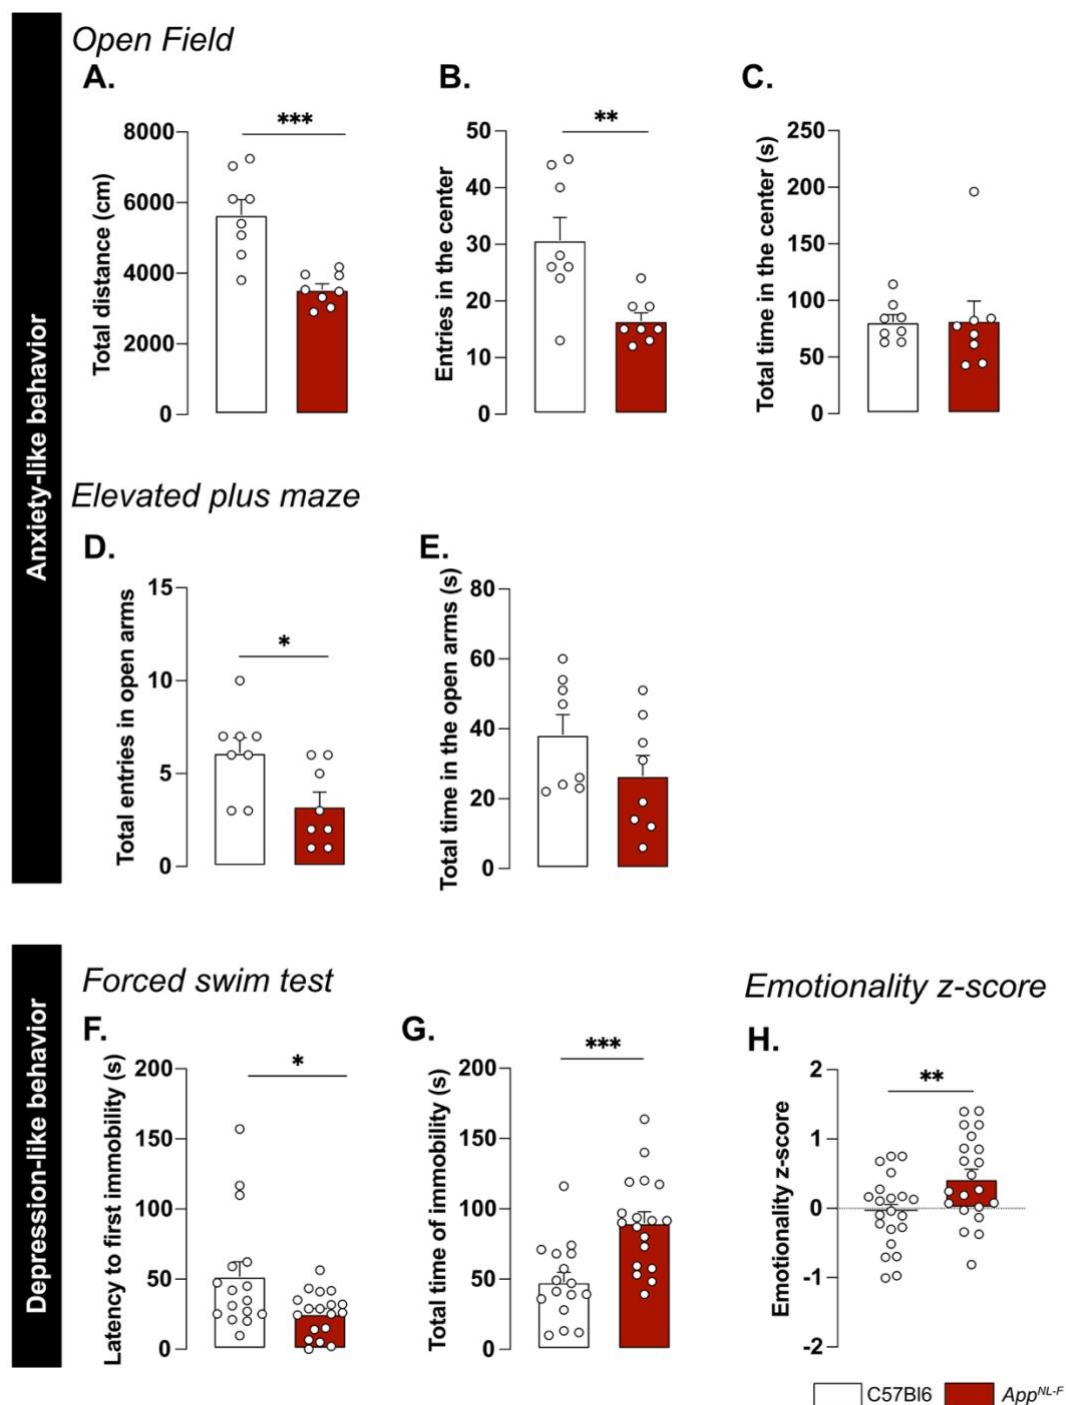 Anxiety-like behavior
Open Field
A.
Total distance (cm)
8000
6000
4000
2000
0
***
B.
Entries in the center
50
40
30
20
10
0
**
C.
Total time in the center (s)
250
200
150
100
50
0
Elevated plus maze
D.
Total entries in open arms
15
10
5
0
*
E.
Total time in the open arms (s)
80
60
40
20
0
Depression-like behavior
Forced swim test
F.
Latency to first immobility (s)
200
150
100
50
0
*
G.
Total time of immobility (s)
200
150
100
50
0
***
Emotionality z-score
H.
Emotionality z-score
2
1
0
-1
-2
**
C57Bl6
App^NL-F